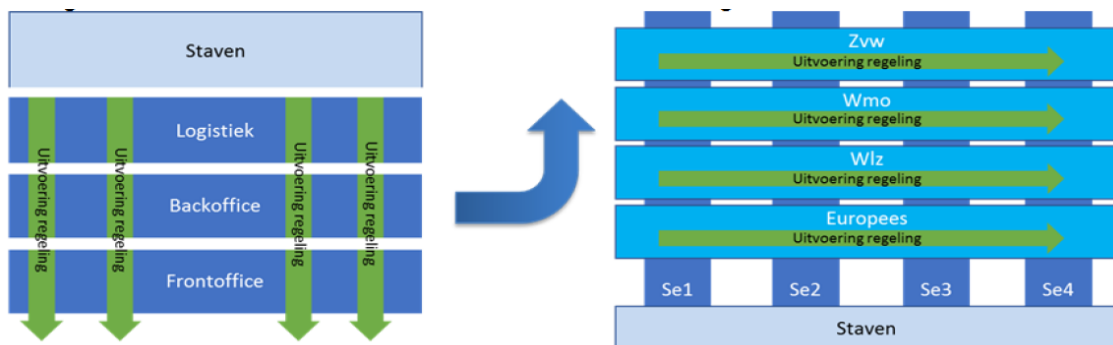 Staven
Logistiek
Backoffice
Frontoffice
Uitvoering regeling
Uitvoering regeling
Uitvoering regeling
Uitvoering regeling
Zvw
Uitvoering regeling
Wmo
Uitvoering regeling
Wlz
Uitvoering regeling
Europees
Uitvoering regeling
Se1
Se2
Se3
Se4
Staven